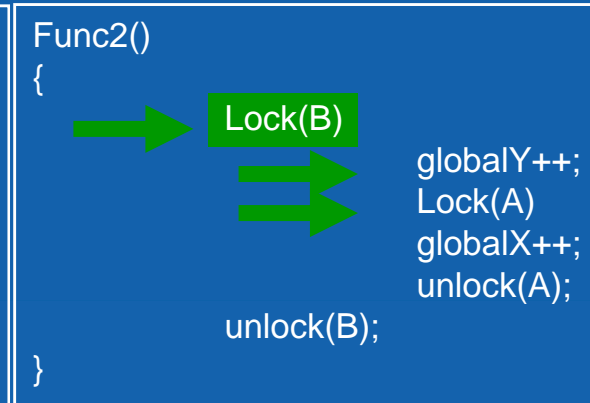 Func2()
{
Lock(B)
globalY++;
Lock(A)
globalX++;
unlock(A);
unlock(B);
}